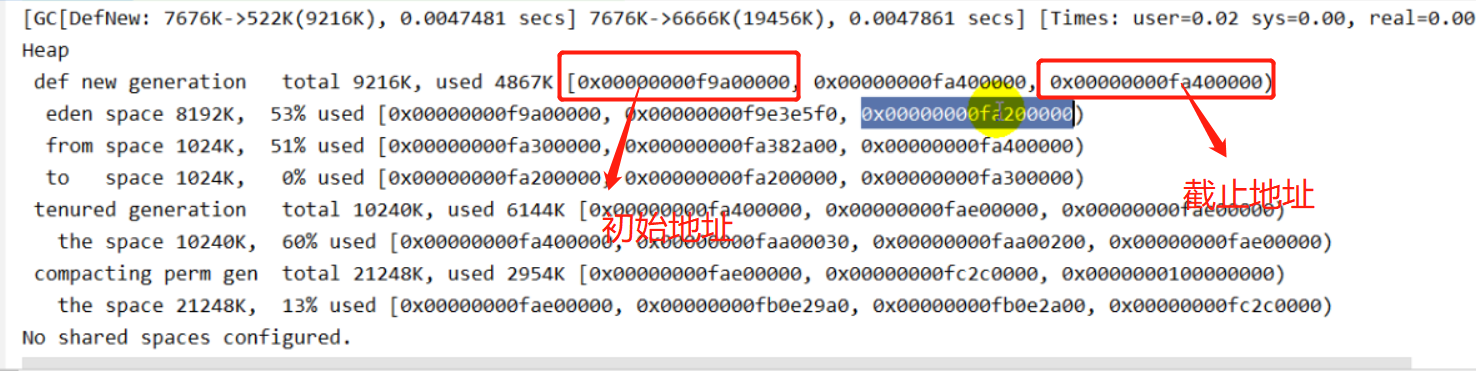 [GC[DefNew: 7676K->522K(9216K), 0.0047481 secs] 7676K->6666K(19456K), 0.0047861 secs] [Times: user=0.02 sys=0.00, real=0.00
Heap
def new generation   total 9216K, used 4867K [0x00000000f9a00000, 0x00000000fa400000, 0x00000000fa400000)
eden space 8192K,  53% used [0x00000000f9a00000, 0x00000000f9e3e5f0, 0x00000000fa200000)
from space 1024K,  51% used [0x00000000fa300000, 0x00000000fa382a00, 0x00000000fa400000)
to   space 1024K,   0% used [0x00000000fa200000, 0x00000000fa200000, 0x00000000fa300000)
截止地址
tenured generation   total 10240K, used 6144K [0x00000000fa400000, 0x00000000fae00000, 0x00000000fae00000)
初始地址
the space 10240K,  60% used [0x00000000fa400000, 0x00000000faa00030, 0x00000000faa00200, 0x00000000fae00000)
compacting perm gen  total 21248K, used 2954K [0x00000000fae00000, 0x00000000fc2c0000, 0x0000000100000000)
the space 21248K,  13% used [0x00000000fae00000, 0x00000000fb0e29a0, 0x00000000fb0e2a00, 0x00000000fc2c0000)
No shared spaces configured.